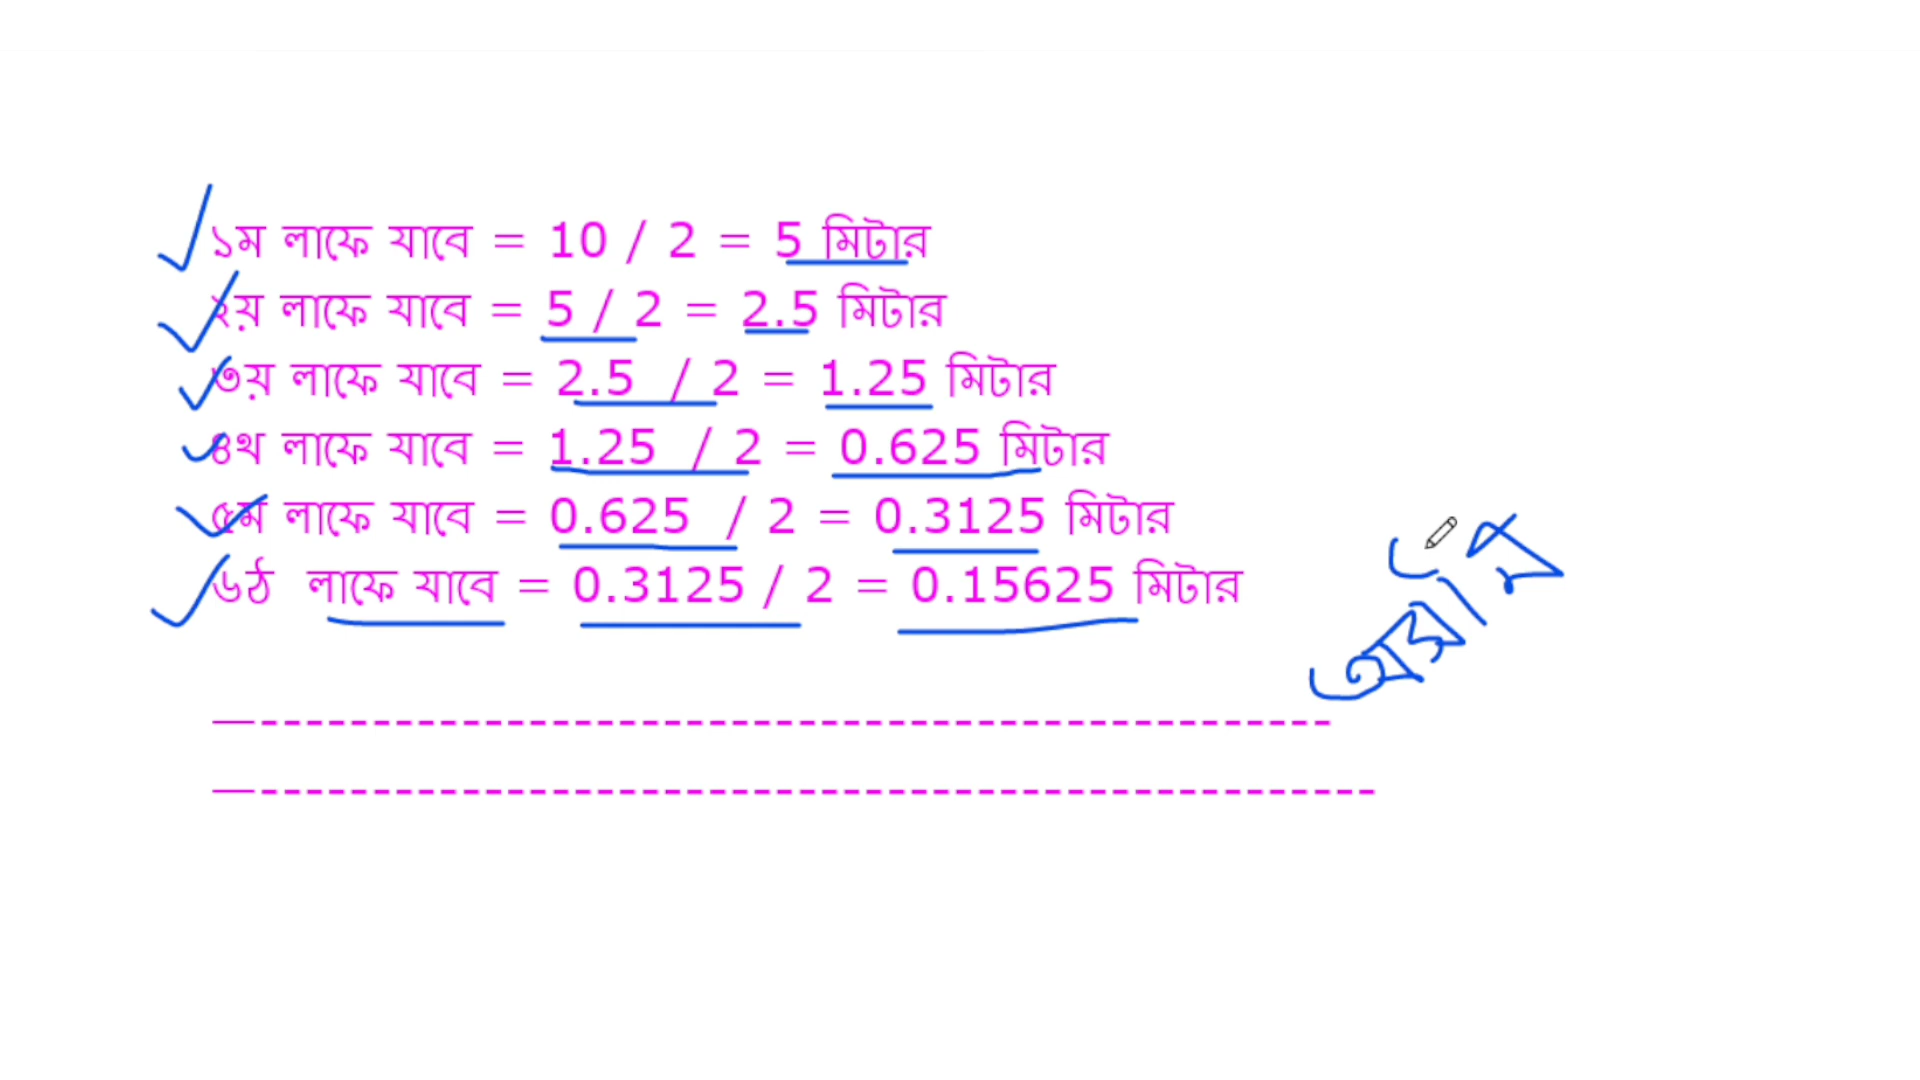 ১ম লাফে যাবে = 10 / 2 = 5 মিটার
২য় লাফে যাবে = 5 / 2 = 2.5 মিটার
৩য় লাফে যাবে = 2.5 / 2 = 1.25 মিটার
৪থ লাফে যাবে = 1.25 / 2 = 0.625 মিটার
৫ম লাফে যাবে = 0.625 / 2 = 0.3125 মিটার
৬ঠ লাফে যাবে = 0.3125 / 2 = 0.15625 মিটার
—------------------------------------------------------------
—---------------------------------------------------------------